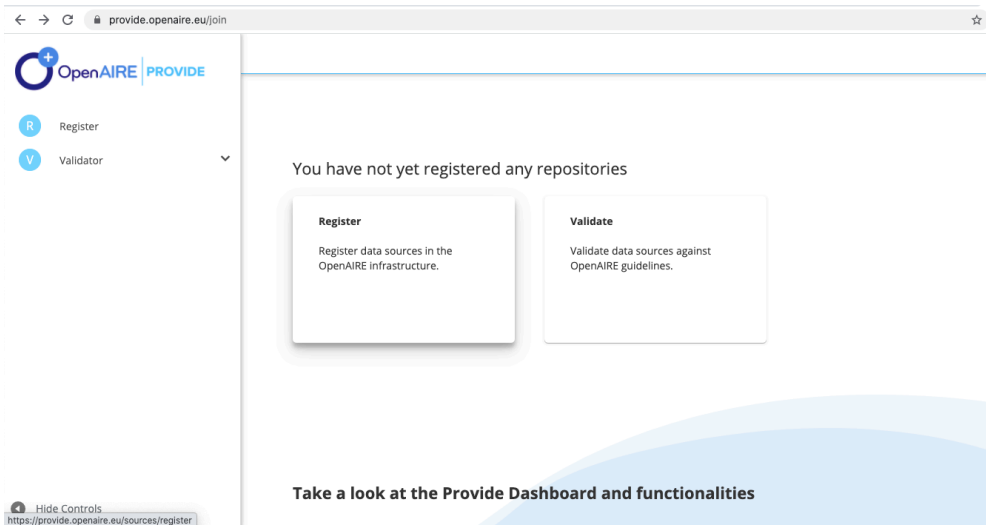 provide.openaire.eu/join
OpenAIRE PROVIDE
R Register
V Validator
You have not yet registered any repositories
Register
Register data sources in the
OpenAIRE infrastructure.
Validate
Validate data sources against
OpenAIRE guidelines.
Take a look at the Provide Dashboard and functionalities
Hide Controls
https://provide.openaire.eu/sources/register